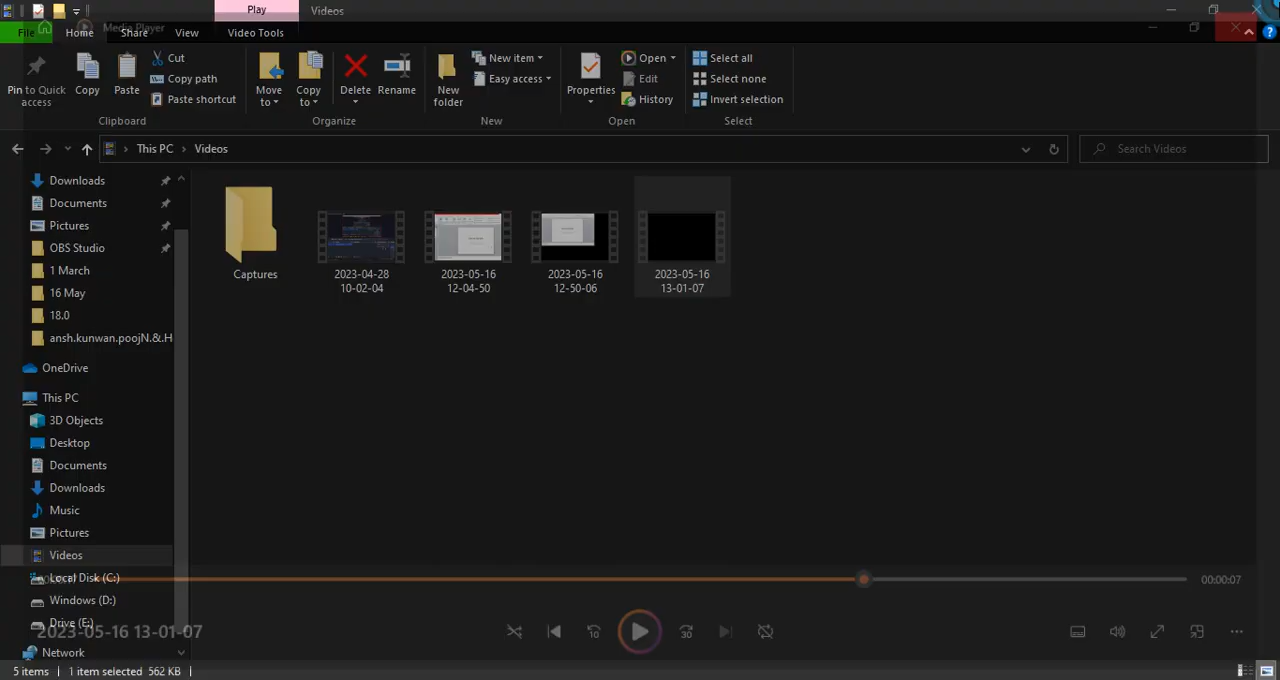 Play
Videos
Media Player
File
Home
Share
View
Video Tools
Pin to Quick access
Copy
Paste
Cut
Copy path
Paste shortcut
Clipboard
Move to
Copy to
Delete
Rename
Organize
New folder
New item
Easy access
New
Properties
Open
Edit
History
Open
Select all
Select none
Invert selection
Select
This PC
Videos
Search Videos
Downloads
Documents
Pictures
OBS Studio
1 March
16 May
18.0
ansh.kunwan.poojN.&.H
OneDrive
This PC
3D Objects
Desktop
Documents
Downloads
Music
Pictures
Videos
Local Disk (C:)
Windows (D:)
Drive (E:)
Network
Captures
2023-04-28
10-02-04
2023-05-16
12-04-50
2023-05-16
12-50-06
2023-05-16
13-01-07
00:00:07
2023-05-16 13-01-07
10
30
5 items
1 item selected 562 KB